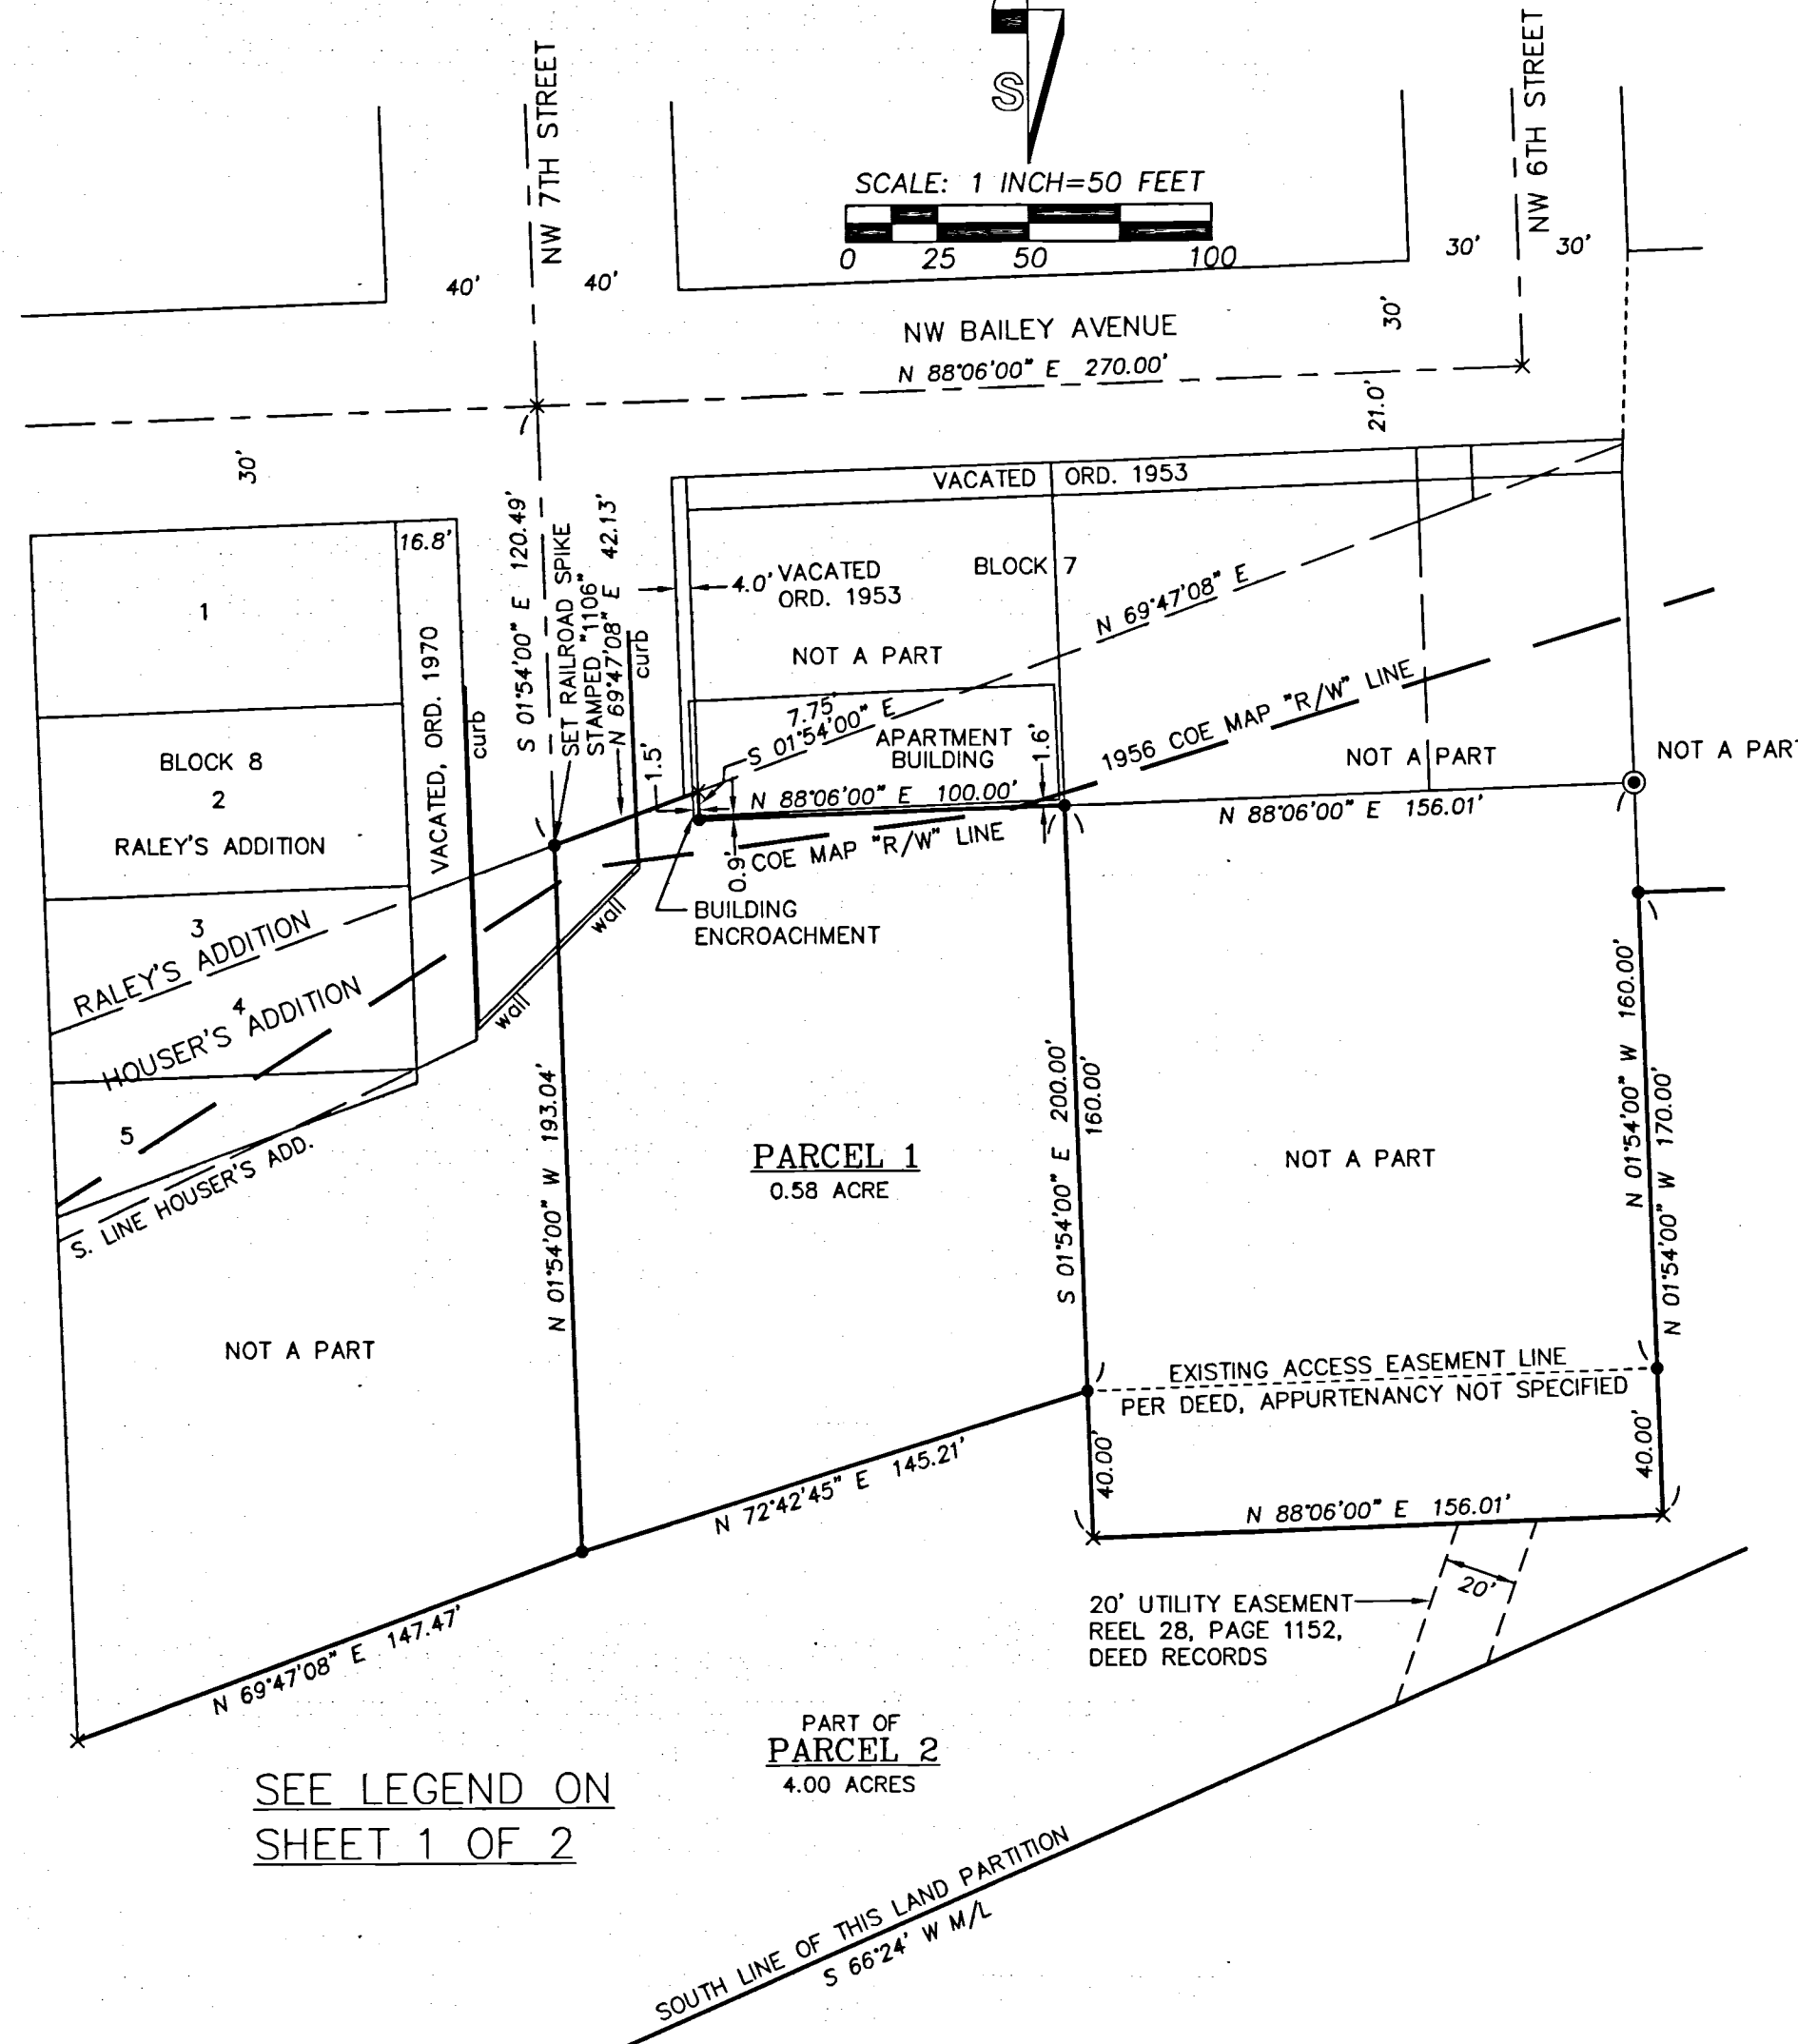 S
SCALE: 1 INCH=50 FEET
0 25 50 100
NW 7TH STREET
NW 6TH STREET
40'
40'
30'
30'
30'
NW BAILEY AVENUE
N 88°06'00" E 270.00'
21.0'
30'
VACATED ORD. 1953
16.8'
S 01°54'00" E 120.49'
SET RAILROAD SPIKE
STAMPED "1106"
N 69°47'08" E 42.13'
1
4.0' VACATED
ORD. 1953
BLOCK 7
N 69°47'08" E
VACATED, ORD. 1970
curb
curb
NOT A PART
BLOCK 8
2
RALEY'S ADDITION
7.75'
S 01°54'00" E
1.5'
APARTMENT
BUILDING
1.6'
1956 COE MAP "R/W" LINE
NOT A PART
NOT A PART
N 88°06'00" E 100.00'
N 88°06'00" E 156.01'
COE MAP "R/W" LINE
0.9'
BUILDING
ENCROACHMENT
wall
wall
3
RALEY'S ADDITION
4
HOUSER'S ADDITION
5
S. LINE HOUSER'S ADD.
N 01°54'00" W 193.04'
S 01°54'00" E 200.00'
160.00'
N 01°54'00" W 160.00'
N 01°54'00" W 170.00'
PARCEL 1
0.58 ACRE
NOT A PART
NOT A PART
EXISTING ACCESS EASEMENT LINE
PER DEED, APPURTENANCY NOT SPECIFIED
40.00'
40.00'
N 72°42'45" E 145.21'
N 88°06'00" E 156.01'
20'
20' UTILITY EASEMENT
REEL 28, PAGE 1152,
DEED RECORDS
N 69°47'08" E 147.47'
PART OF
PARCEL 2
4.00 ACRES
SEE LEGEND ON
SHEET 1 OF 2
SOUTH LINE OF THIS LAND PARTITION
S 66°24' W M/L